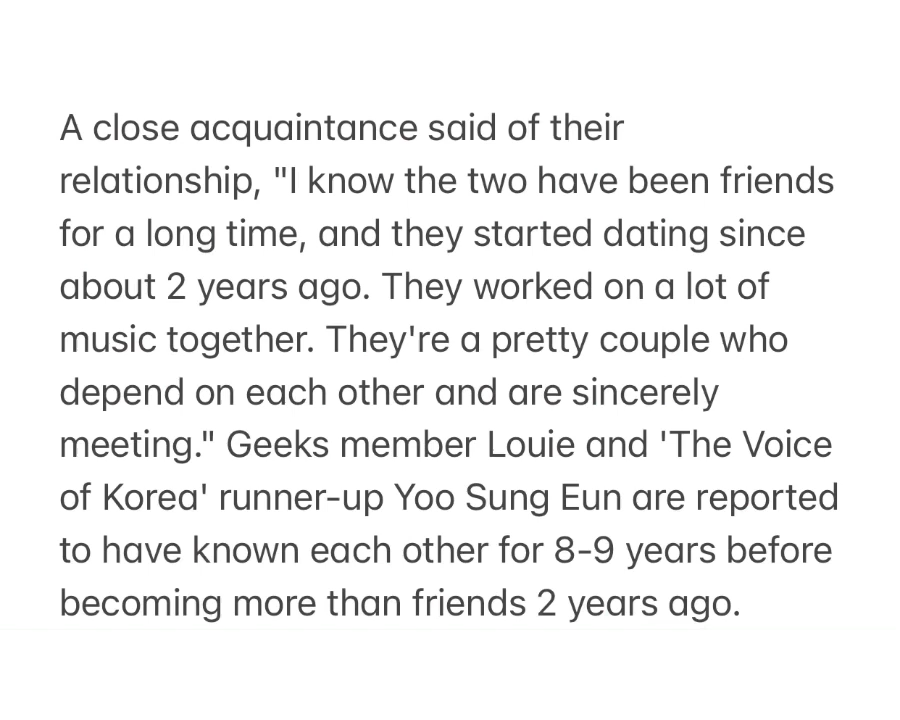 A close acquaintance said of their
relationship, "I know the two have been friends
for a long time, and they started dating since
about 2 years ago. They worked on a lot of
music together. They're a pretty couple who
depend on each other and are sincerely
meeting." Geeks member Louie and 'The Voice
of Korea' runner-up Yoo Sung Eun are reported
to have known each other for 8-9 years before
becoming more than friends 2 years ago.